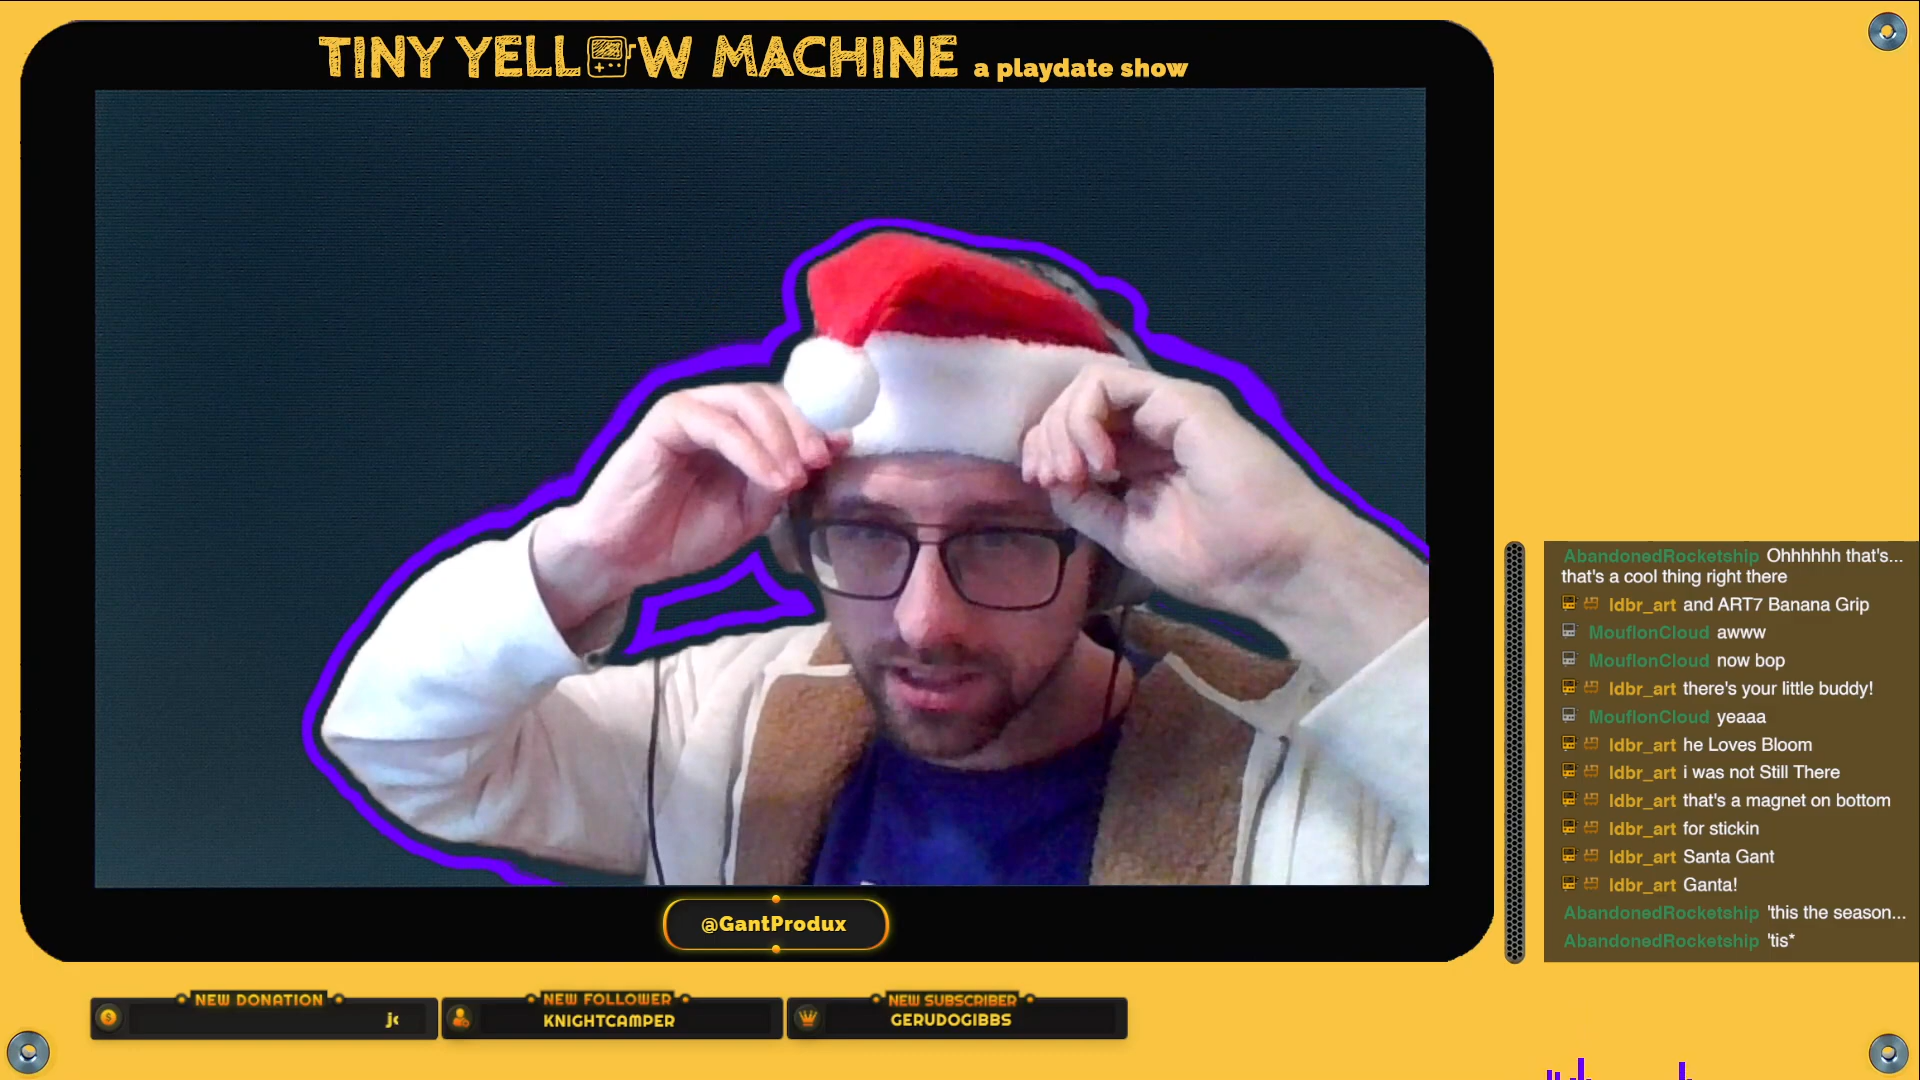 TINY YELLOW MACHINE a playdate show
AbandonedRocketship Ohhhhhh that's...
that's a cool thing right there
ldbr_art and ART7 Banana Grip
MouflonCloud awww
MouflonCloud now bop
ldbr_art there's your little buddy!
MouflonCloud yeaaa
ldbr_art he Loves Bloom
ldbr_art i was not Still There
ldbr_art that's a magnet on bottom
ldbr_art for stickin
ldbr_art Santa Gant
ldbr_art Ganta!
AbandonedRocketship 'this the season...
AbandonedRocketship 'tis*
@GantProdux
NEW DONATION
NEW FOLLOWER
KNIGHTCAMPER
NEW SUBSCRIBER
GERUDOGIBBS